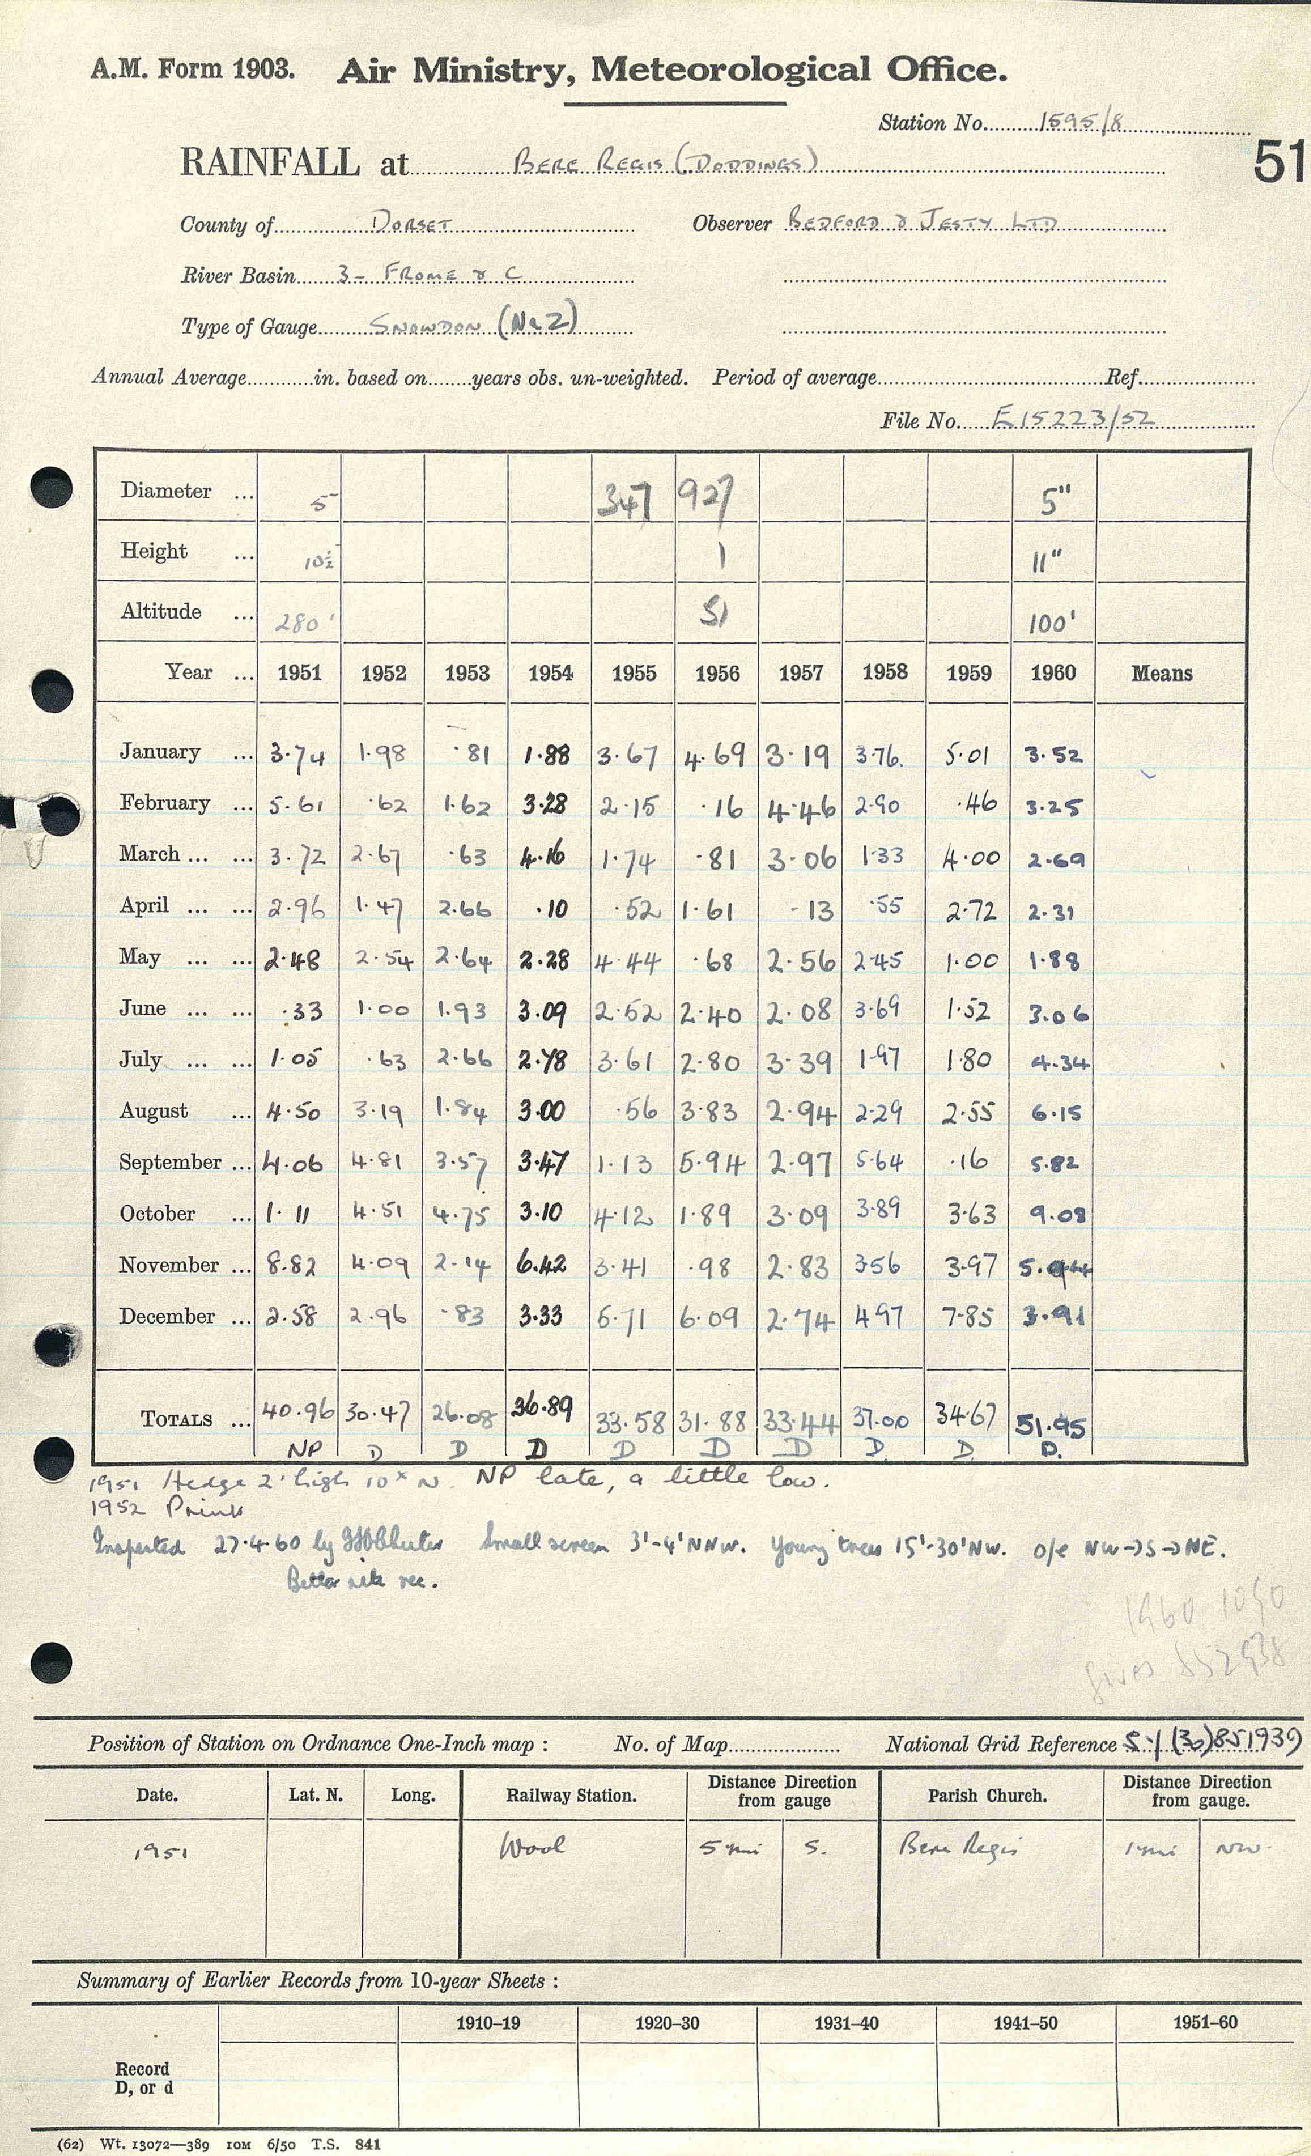 A.M. Form 1903. Air Ministry, Meteorological Office.
Station No. 1595/8
RAINFALL at BERE REGIS (DODDINGS) 51
County of DORSET Observer BEDFORD & JESTY LTD
River Basin 3 - FROME & C
Type of Gauge SNOWDON (Mk 2)
Annual Average in. based on years obs. un-weighted. Period of average Ref.
File No. E15223/52
Diameter ... 5 347 927 5"
Height ... 10½ 1 11"
Altitude ... 280' 51 100'
Year ... 1951 1952 1953 1954 1955 1956 1957 1958 1959 1960 Means
January ... 3.74 1.98 .81 1.88 3.67 4.69 3.19 3.76 5.01 3.52
February ... 5.61 .62 1.62 3.28 2.15 .16 4.46 2.90 .46 3.25
March ... ... 3.72 2.67 .63 4.16 1.74 .81 3.06 1.33 4.00 2.69
April ... ... 2.96 1.47 2.66 .10 .52 1.61 .13 .55 2.72 2.31
May ... ... 2.48 2.54 2.64 2.28 4.44 .68 2.56 2.45 1.00 1.88
June ... ... .33 1.00 1.93 3.09 2.52 2.40 2.08 3.69 1.52 3.06
July ... ... 1.05 .63 2.66 2.78 3.61 2.80 3.39 1.97 1.80 4.34
August ... 4.50 3.19 1.84 3.00 .56 3.83 2.94 2.29 2.55 6.15
September ... 4.06 4.81 3.57 3.47 1.13 5.94 2.97 5.64 .16 5.82
October ... 1.11 4.51 4.75 3.10 4.12 1.89 3.09 3.89 3.63 9.08
November ... 8.82 4.09 2.14 6.42 3.41 .98 2.83 3.56 3.97 5.94
December ... 2.58 2.96 .83 3.33 5.71 6.09 2.74 4.97 7.85 3.91
TOTALS ... 40.96 30.47 26.08 36.89 33.58 31.88 33.44 37.00 34.67 51.95
NP D D D D D D D. D. D.
1951 Hedge 2' high 10x N. NP late, a little low.
1952 Prink
Inspected 27.4.60 by Small screen 3'-4' NNW. Young trees 15'-30' NW. o/e NW→S→NE.
Better site rec.
1960 1090
gives 852938
Position of Station on Ordnance One-Inch map : No. of Map National Grid Reference SY (30)851939
Date. Lat. N. Long. Railway Station. Distance from gauge Direction Parish Church. Distance from gauge. Direction
1951 Wool 5 mi S. Bere Regis 1 mi NW
Summary of Earlier Records from 10-year Sheets :
1910–19 1920–30 1931–40 1941–50 1951–60
Record
D, or d
(62) Wt. 13072—389 10M 6/50 T.S. 841